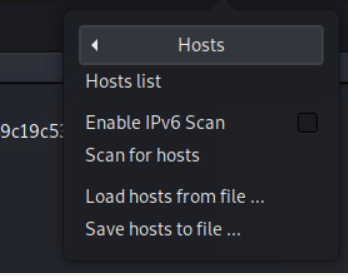 Hosts
Hosts list
Enable IPv6 Scan
9c19c53
Scan for hosts
Load hosts from file ...
Save hosts to file ...